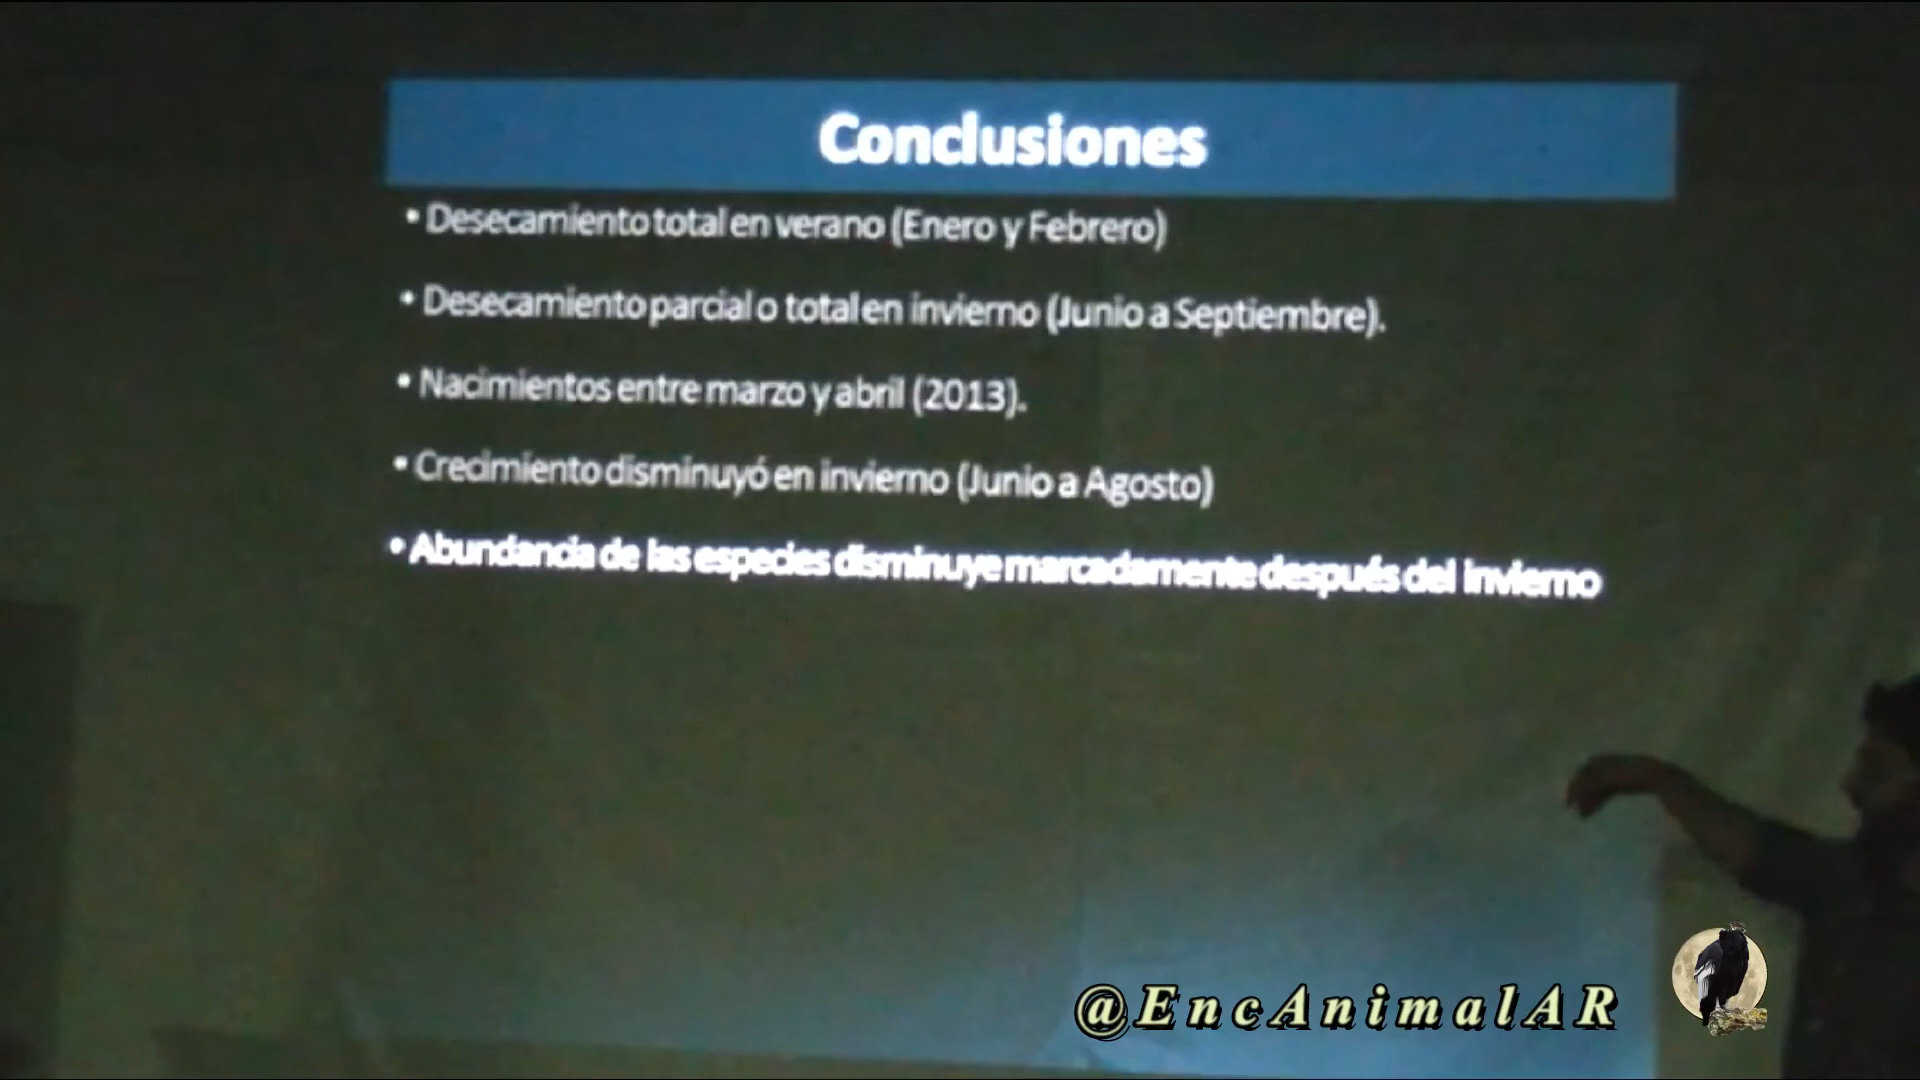 Conclusiones
• Desecamiento total en verano (Enero y Febrero)
• Desecamiento parcial o total en invierno (Junio a Septiembre).
• Nacimientos entre marzo y abril (2013).
• Crecimiento disminuyó en invierno (Junio a Agosto)
• Abundancia de las especies disminuye marcadamente después del invierno
@EncAnimalAR